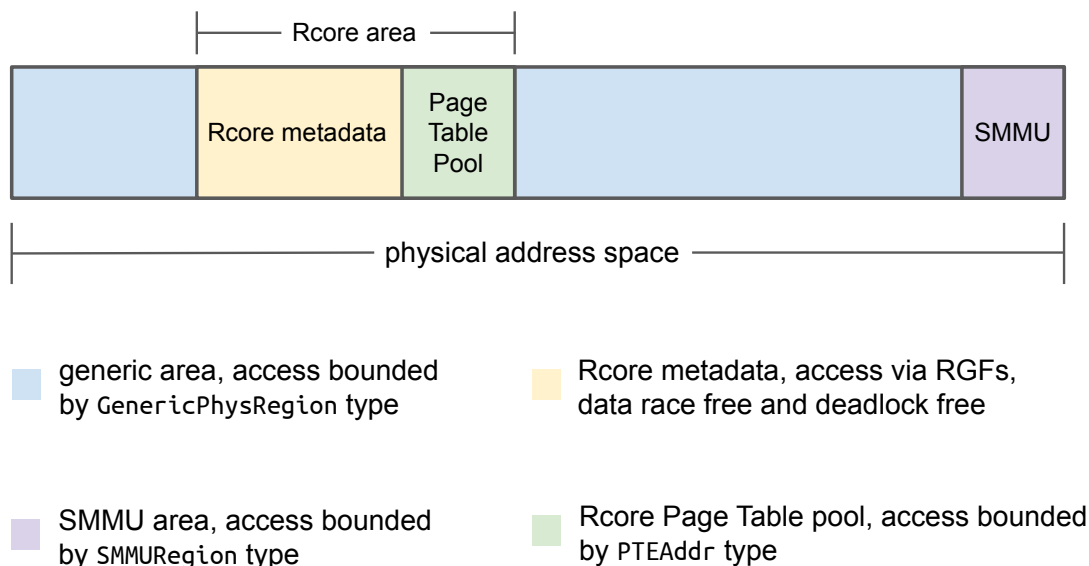 Rcore area
Rcore metadata
Page
Table
Pool
SMMU
physical address space
generic area, access bounded
by GenericPhysRegion type
Rcore metadata, access via RGFs,
data race free and deadlock free
SMMU area, access bounded
by SMMURegion type
Rcore Page Table pool, access bounded
by PTEAddr type